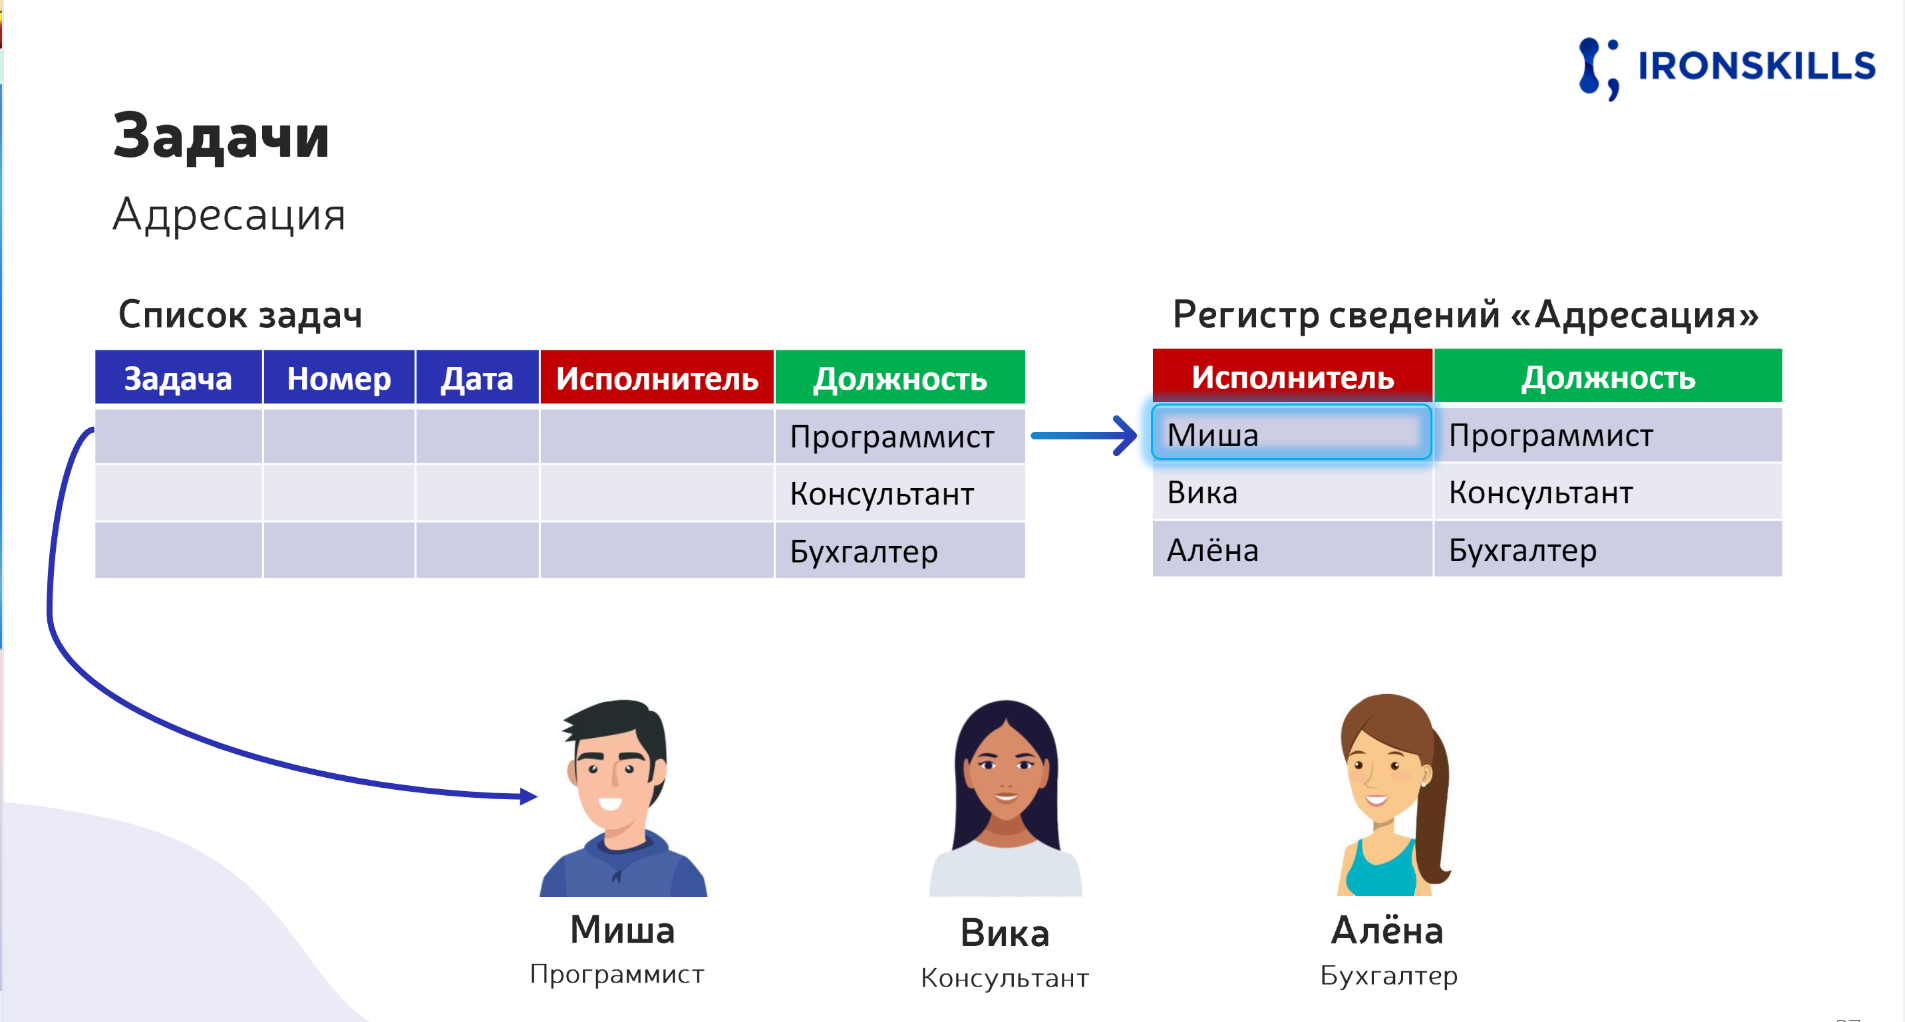 IRONSKILLS
Задачи
Адресация
Список задач
Задача Номер Дата Исполнитель Должность
Программист
Консультант
Бухгалтер
Регистр сведений «Адресация»
Исполнитель Должность
Миша Программист
Вика Консультант
Алёна Бухгалтер
Миша
Программист
Вика
Консультант
Алёна
Бухгалтер